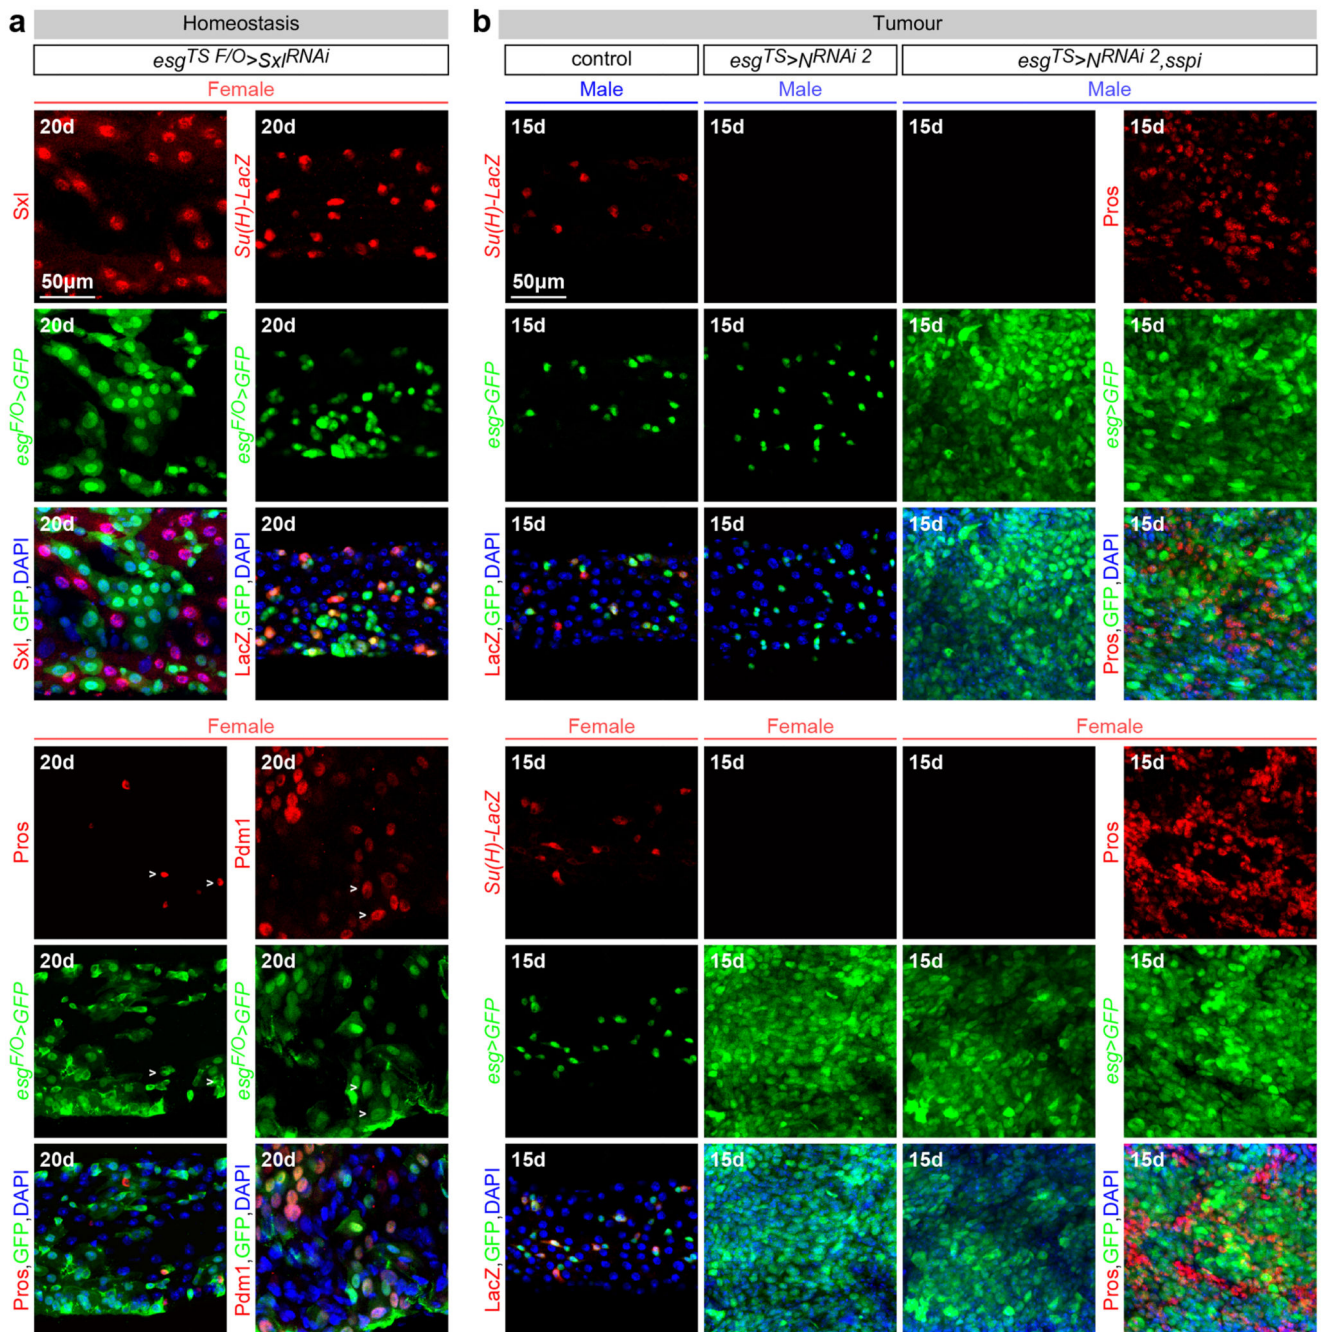 a
Homeostasis
esgTS F/O>SxlRNAi
Female
Sxl
20d
50µm
Su(H)-LacZ
20d
esgF/O>GFP
20d
esgF/O>GFP
20d
Sxl, GFP,DAPI
20d
LacZ,GFP,DAPI
20d
Female
Pros
20d
>
>
Pdm1
20d
>
>
esgF/O>GFP
20d
>
>
esgF/O>GFP
20d
>
>
Pros,GFP,DAPI
20d
Pdm1,GFP,DAPI
20d
b
Tumour
control
esgTS>NRNAi 2
esgTS>NRNAi 2,sspi
Male
Male
Male
Su(H)-LacZ
15d
50µm
15d
15d
Pros
15d
esg>GFP
15d
15d
15d
esg>GFP
15d
LacZ,GFP,DAPI
15d
15d
15d
Pros,GFP,DAPI
15d
Female
Female
Female
Su(H)-LacZ
15d
15d
15d
Pros
15d
esg>GFP
15d
15d
15d
esg>GFP
15d
LacZ,GFP,DAPI
15d
15d
15d
Pros,GFP,DAPI
15d